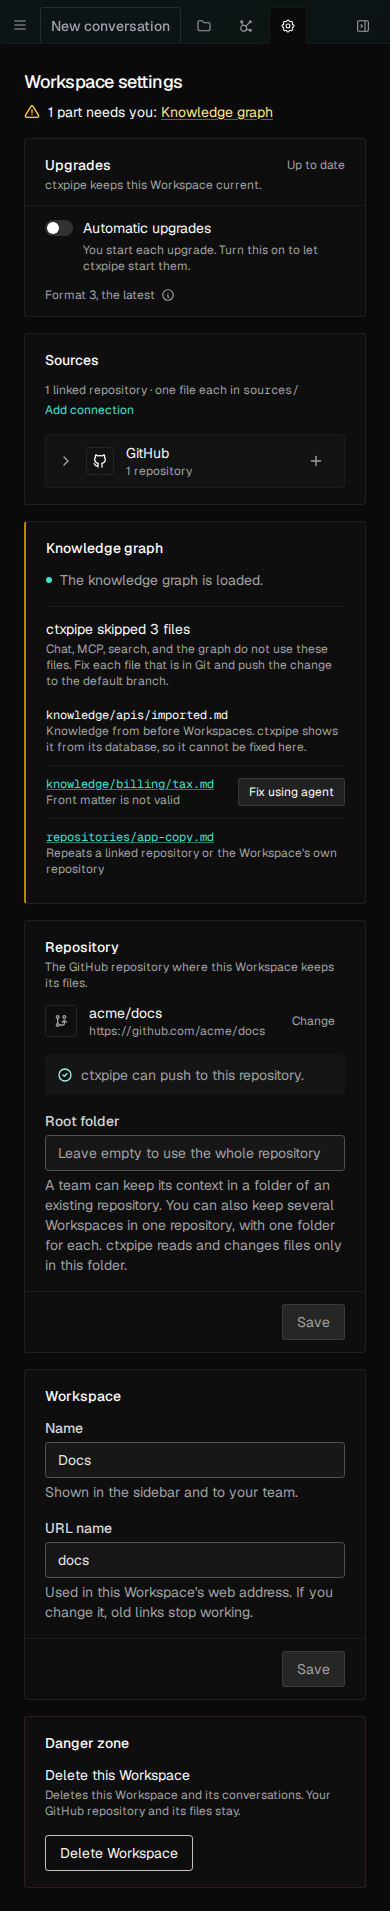 New conversation
Workspace settings
1 part needs you: Knowledge graph
Upgrades
Up to date
ctxpipe keeps this Workspace current.
Automatic upgrades
You start each upgrade. Turn this on to let
ctxpipe start them.
Format 3, the latest
Sources
1 linked repository · one file each in sources/
Add connection
GitHub
1 repository
Knowledge graph
The knowledge graph is loaded.
ctxpipe skipped 3 files
Chat, MCP, search, and the graph do not use these
files. Fix each file that is in Git and push the change
to the default branch.
knowledge/apis/imported.md
Knowledge from before Workspaces. ctxpipe shows
it from its database, so it cannot be fixed here.
knowledge/billing/tax.md
Front matter is not valid
Fix using agent
repositories/app-copy.md
Repeats a linked repository or the Workspace's own
repository
Repository
The GitHub repository where this Workspace keeps
its files.
acme/docs
https://github.com/acme/docs
Change
ctxpipe can push to this repository.
Root folder
Leave empty to use the whole repository
A team can keep its context in a folder of an
existing repository. You can also keep several
Workspaces in one repository, with one folder
for each. ctxpipe reads and changes files only
in this folder.
Save
Workspace
Name
Docs
Shown in the sidebar and to your team.
URL name
docs
Used in this Workspace's web address. If you
change it, old links stop working.
Save
Danger zone
Delete this Workspace
Deletes this Workspace and its conversations. Your
GitHub repository and its files stay.
Delete Workspace